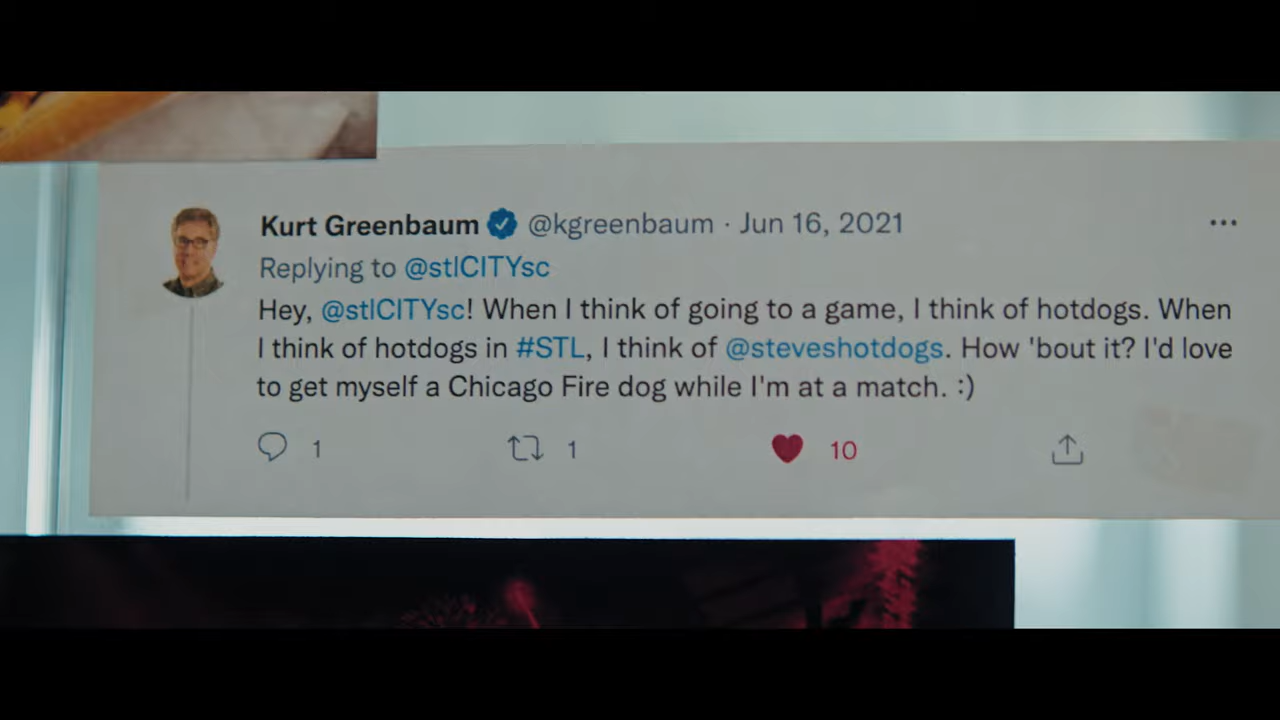 Kurt Greenbaum @kgreenbaum · Jun 16, 2021
Replying to @stlCITYsc
Hey, @stlCITYsc! When I think of going to a game, I think of hotdogs. When
I think of hotdogs in #STL, I think of @steveshotdogs. How 'bout it? I'd love
to get myself a Chicago Fire dog while I'm at a match. :)
1 1 10